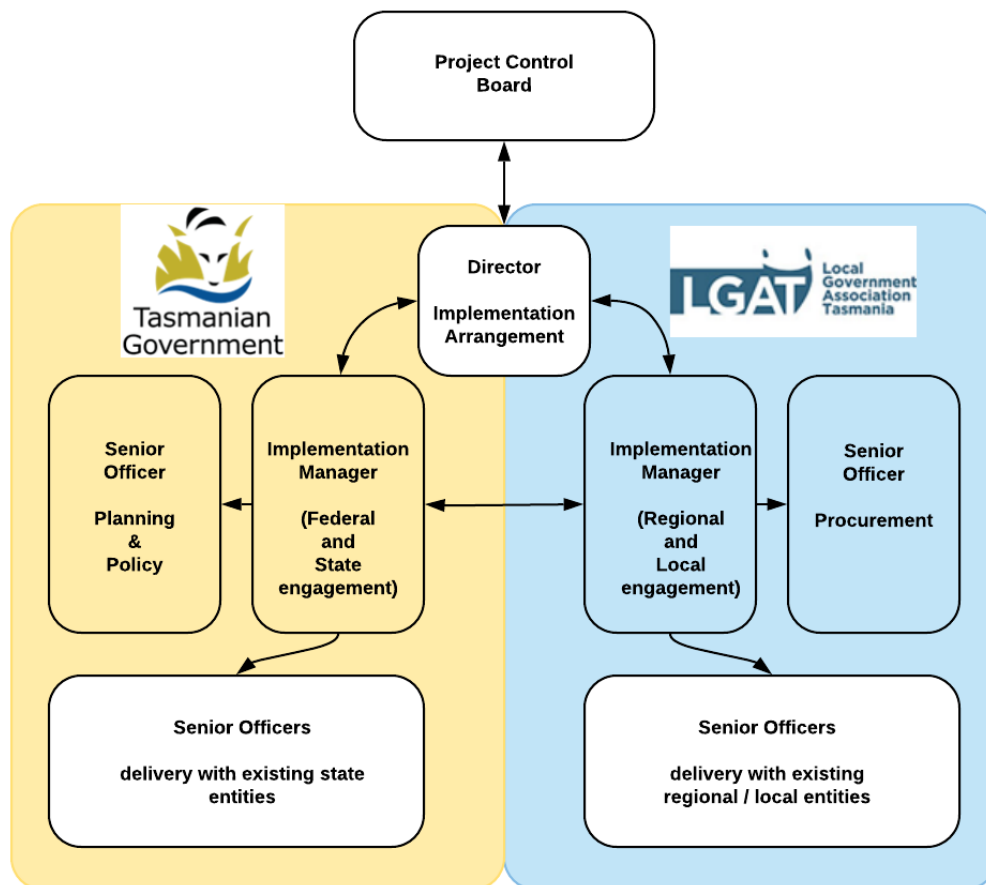 Project Control
Board
Tasmanian
Government
Director
Implementation
Arrangement
LGAT
Local
Government
Association
Tasmania
Senior
Officer
Planning
&
Policy
Implementation
Manager
(Federal
and
State
engagement)
Implementation
Manager
(Regional
and
Local
engagement)
Senior
Officer
Procurement
Senior Officers
delivery with existing state
entities
Senior Officers
delivery with existing
regional / local entities